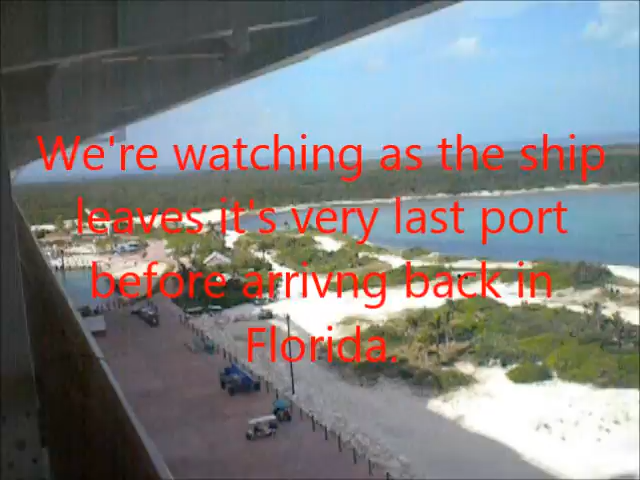 We're watching as the ship
leaves it's very last port
before arrivng back in
Florida.